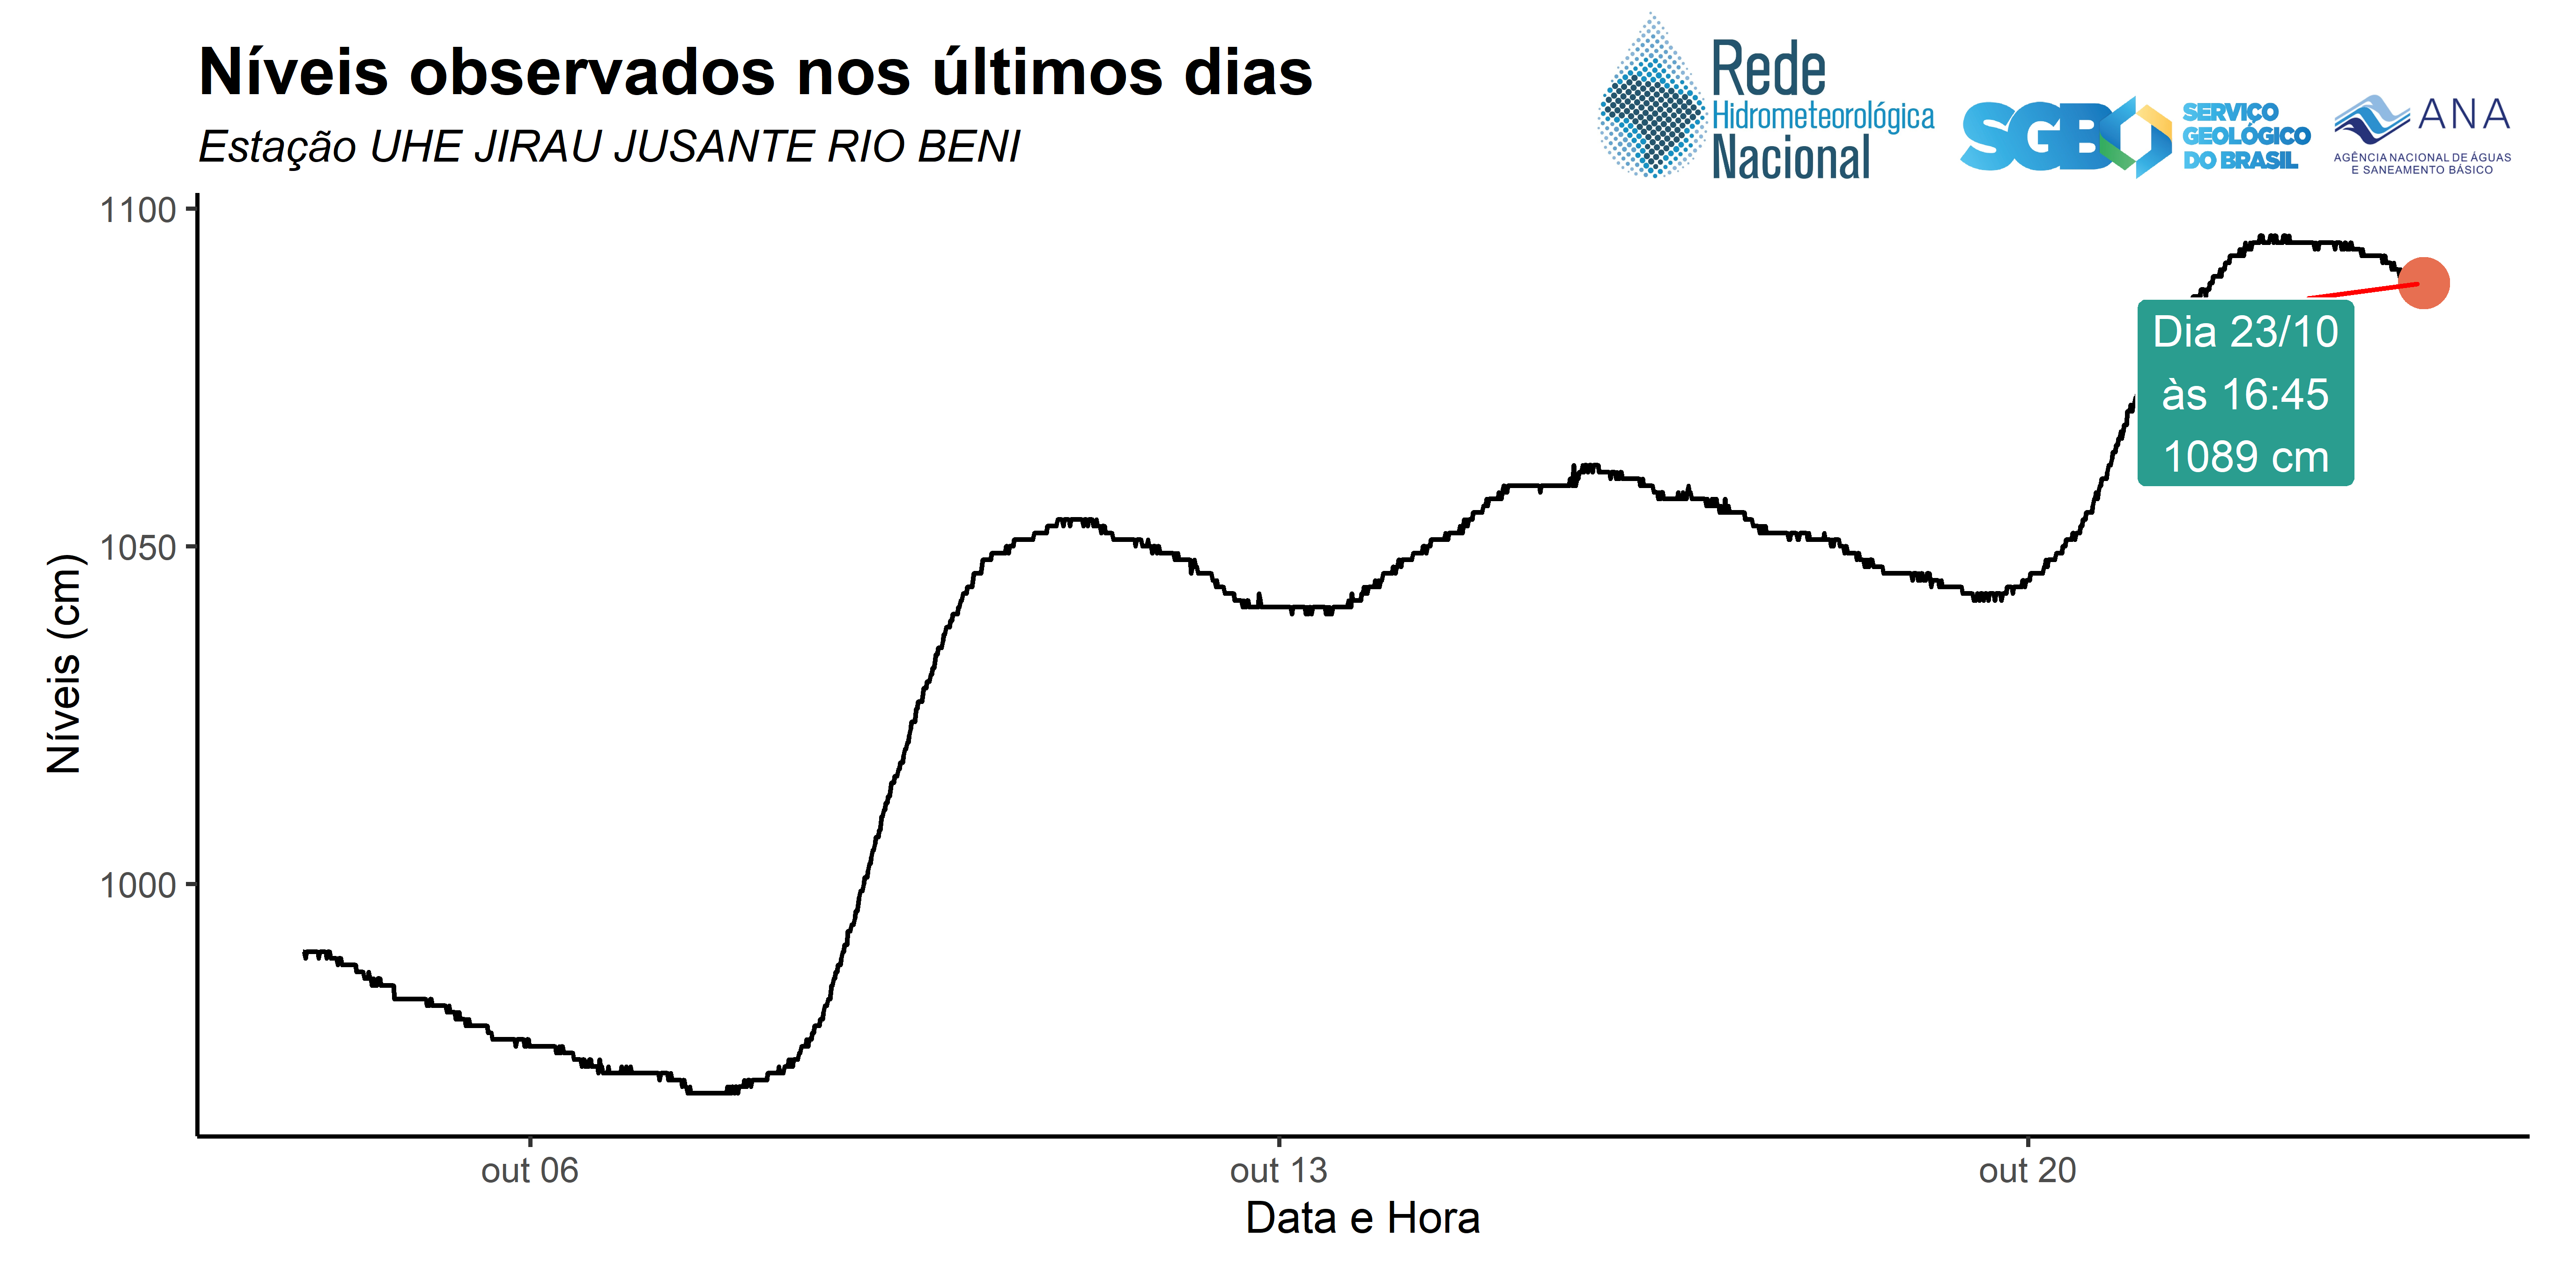 Níveis observados nos últimos dias
Estação UHE JIRAU JUSANTE RIO BENI
Rede
Hidrometeorológica
Nacional
SGB
SERVIÇO
GEOLÓGICO
DO BRASIL
ANA
AGÊNCIA NACIONAL DE ÁGUAS
E SANEAMENTO BÁSICO
1100
1050
1000
Níveis (cm)
Dia 23/10
às 16:45
1089 cm
out 06
out 13
out 20
Data e Hora